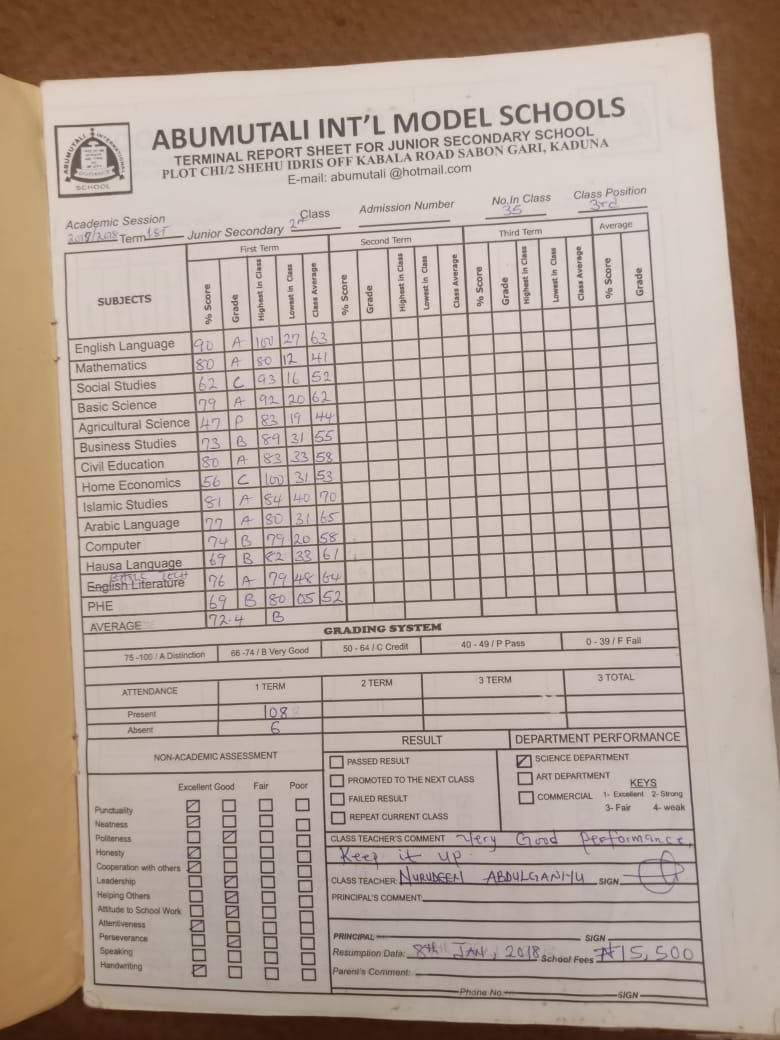 ABUMUTALI INT'L MODEL SCHOOLS
TERMINAL REPORT SHEET FOR JUNIOR SECONDARY SCHOOL
PLOT CHI/2 SHEHU IDRIS OFF KABALA ROAD SABON GARI, KADUNA
E-mail: abumutali @hotmail.com
ABUMUTALI INTERNATIONAL
SCHOOL
Academic Session Class Admission Number No.In Class Class Position
2017/2018 Term 1ST Junior Secondary 2A 35 3rd
SUBJECTS First Term Second Term Third Term Average
% Score Grade Highest In Class Lowest in Class Class Average % Score Grade Highest In Class Lowest in Class Class Average % Score Grade Highest In Class Lowest in Class Class Average % Score Grade
English Language 90 A 100 27 63
Mathematics 80 A 80 12 41
Social Studies 62 C 93 16 52
Basic Science 79 A 92 20 62
Agricultural Science 47 P 83 19 44
Business Studies 73 B 89 31 55
Civil Education 80 A 83 33 58
Home Economics 56 C 100 31 53
Islamic Studies 81 A 84 40 70
Arabic Language 77 A 80 31 65
Computer 74 B 79 20 58
Hausa Language 69 B 82 33 61
BASIC TECH
English Literature 76 A 79 48 64
PHE 69 B 80 05 52
AVERAGE 72.4 B
GRADING SYSTEM
75 -100 / A Distinction 66 -74 / B Very Good 50 - 64 / C Credit 40 - 49 / P Pass 0 - 39 / F Fail
ATTENDANCE 1 TERM 2 TERM 3 TERM 3 TOTAL
Present 108
Absent 6
NON-ACADEMIC ASSESSMENT
Excellent Good Fair Poor
Punctuality
Neatness
Politeness
Honesty
Cooperation with others
Leadership
Helping Others
Attitude to School Work
Attentiveness
Perseverance
Speaking
Handwriting
RESULT
PASSED RESULT
PROMOTED TO THE NEXT CLASS
FAILED RESULT
REPEAT CURRENT CLASS
DEPARTMENT PERFORMANCE
SCIENCE DEPARTMENT
ART DEPARTMENT KEYS
COMMERCIAL 1- Excellent 2- Strong
3- Fair 4- weak
CLASS TEACHER'S COMMENT Very Good Performance,
Keep it up
CLASS TEACHER: NURUDEEN ABDULGANIYU SIGN
PRINCIPAL'S COMMENT:
PRINCIPAL SIGN
Resumption Data: 8th JAN, 2018 School Fees ₦15,500
Parent's Comment:
Phone No: SIGN